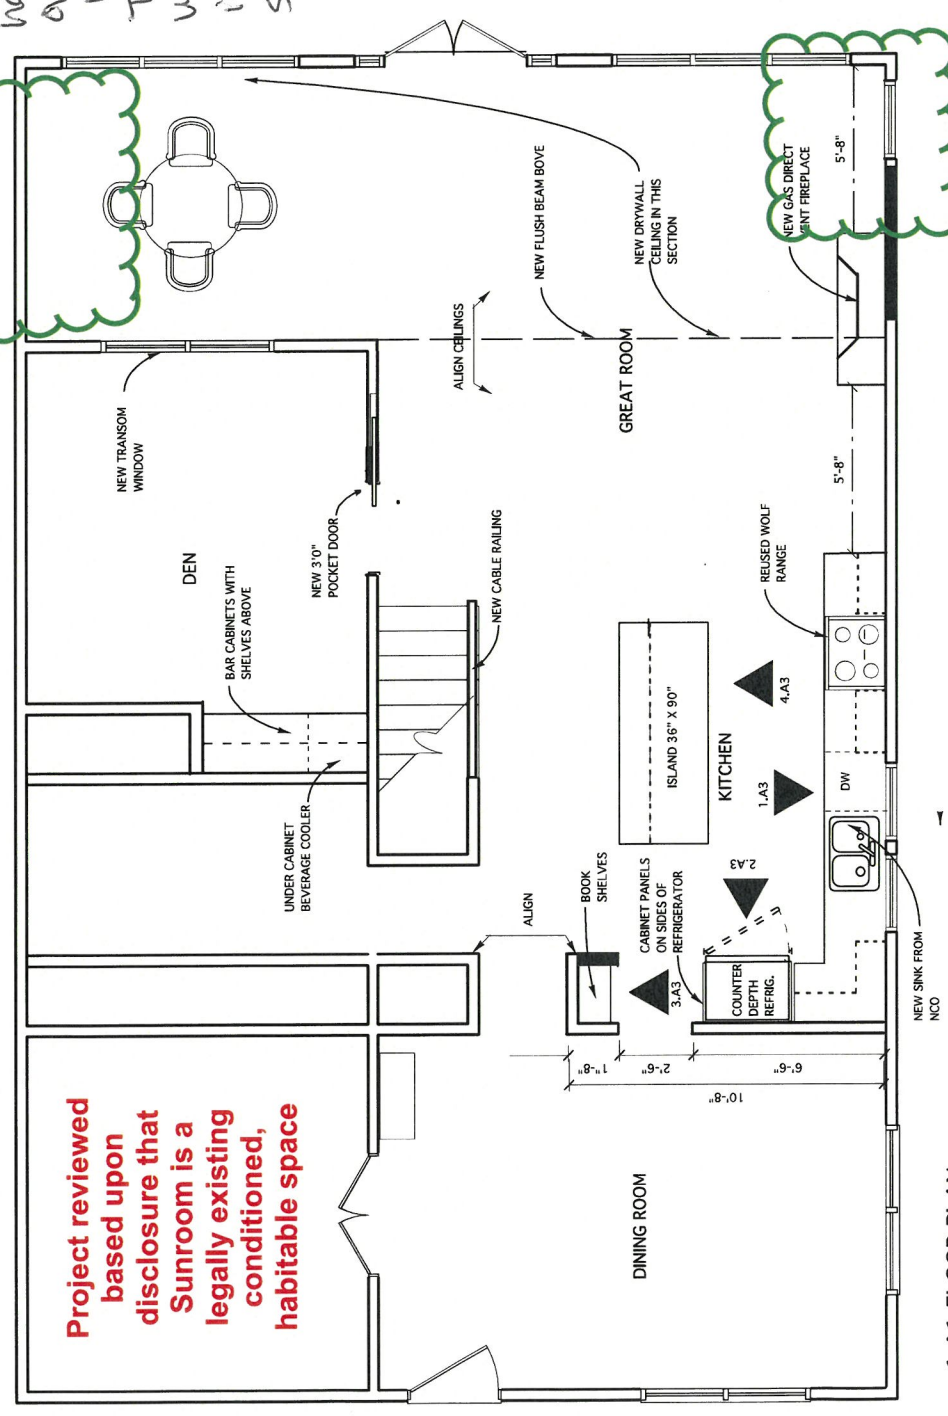 NEW TRANSOM
WINDOW
DEN
BAR CABINETS WITH
SHELVES ABOVE
NEW 3'0"
POCKET DOOR
UNDER CABINET
BEVERAGE COOLER
ALIGN CEILINGS
NEW FLUSH BEAM BOVE
NEW DRYWALL
CEILING IN THIS
SECTION
NEW GAS DIRECT
VENT FIREPLACE
5'-8"
GREAT ROOM
5'-8"
NEW CABLE RAILING
REUSED WOLF
RANGE
ISLAND 36" X 90"
KITCHEN
4.A3
1.A3
2.A3
3.A3
DW
ALIGN
BOOK
SHELVES
CABINET PANELS
ON SIDES OF
REFRIGERATOR
COUNTER
DEPTH
REFRIG.
NEW SINK FROM
NCO
1'-8"
2'-6"
6'-6"
10'-8"
DINING ROOM
Project reviewed
based upon
disclosure that
Sunroom is a
legally existing
conditioned,
habitable space